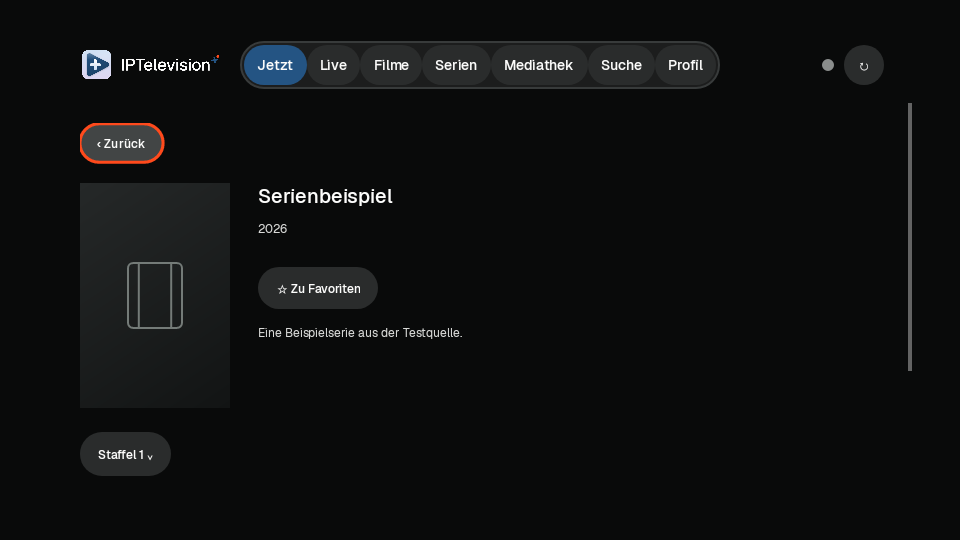 IPTelevision+
Jetzt Live Filme Serien Mediathek Suche Profil ↻
‹ Zurück
Serienbeispiel
2026
☆ Zu Favoriten
Eine Beispielserie aus der Testquelle.
Staffel 1 ˅